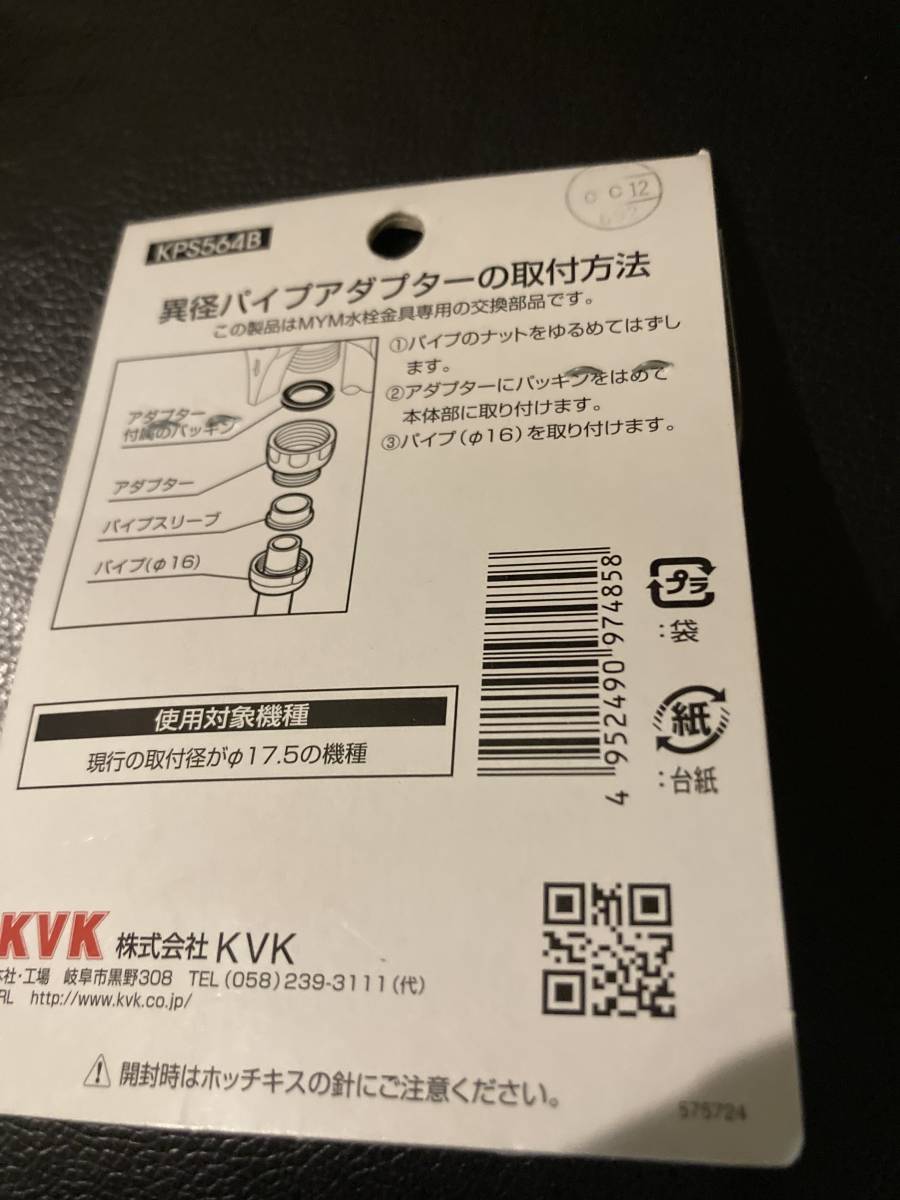 C C 12
KPS564B
異径パイプアダプターの取付方法
この製品はMYM水栓金具専用の交換部品です。
①パイプのナットをゆるめてはずし
ます。
②アダプターにパッキンをはめて
本体部に取り付けます。
③パイプ(φ16)を取り付けます。
アダプター
付属のパッキン
アダプター
パイプスリーブ
パイプ(φ16)
4 952490 974858
プラ
:袋
紙
:台紙
使用対象機種
現行の取付径がφ17.5の機種
KVK 株式会社KVK
本社・工場 岐阜市黒野308 TEL(058)239-3111(代)
RL http://www.kvk.co.jp/
開封時はホッチキスの針にご注意ください。
575724